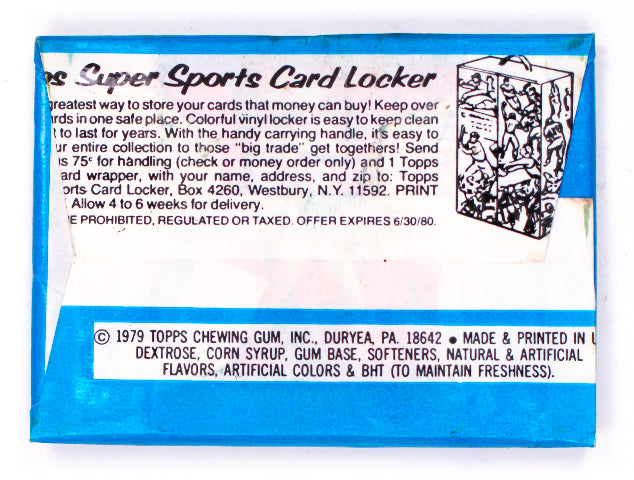 ps Super Sports Card Locker
greatest way to store your cards that money can buy! Keep over
rds in one safe place. Colorful vinyl locker is easy to keep clean
t to last for years. With the handy carrying handle, it's easy to
ur entire collection to those "big trade" get togethers! Send
us 75¢ for handling (check or money order only) and 1 Topps
ard wrapper, with your name, address, and zip to: Topps
orts Card Locker, Box 4260, Westbury, N.Y. 11592. PRINT
Allow 4 to 6 weeks for delivery.
E PROHIBITED, REGULATED OR TAXED. OFFER EXPIRES 6/30/80.
© 1979 TOPPS CHEWING GUM, INC., DURYEA, PA. 18642 • MADE & PRINTED IN U
DEXTROSE, CORN SYRUP, GUM BASE, SOFTENERS, NATURAL & ARTIFICIAL
FLAVORS, ARTIFICIAL COLORS & BHT (TO MAINTAIN FRESHNESS).